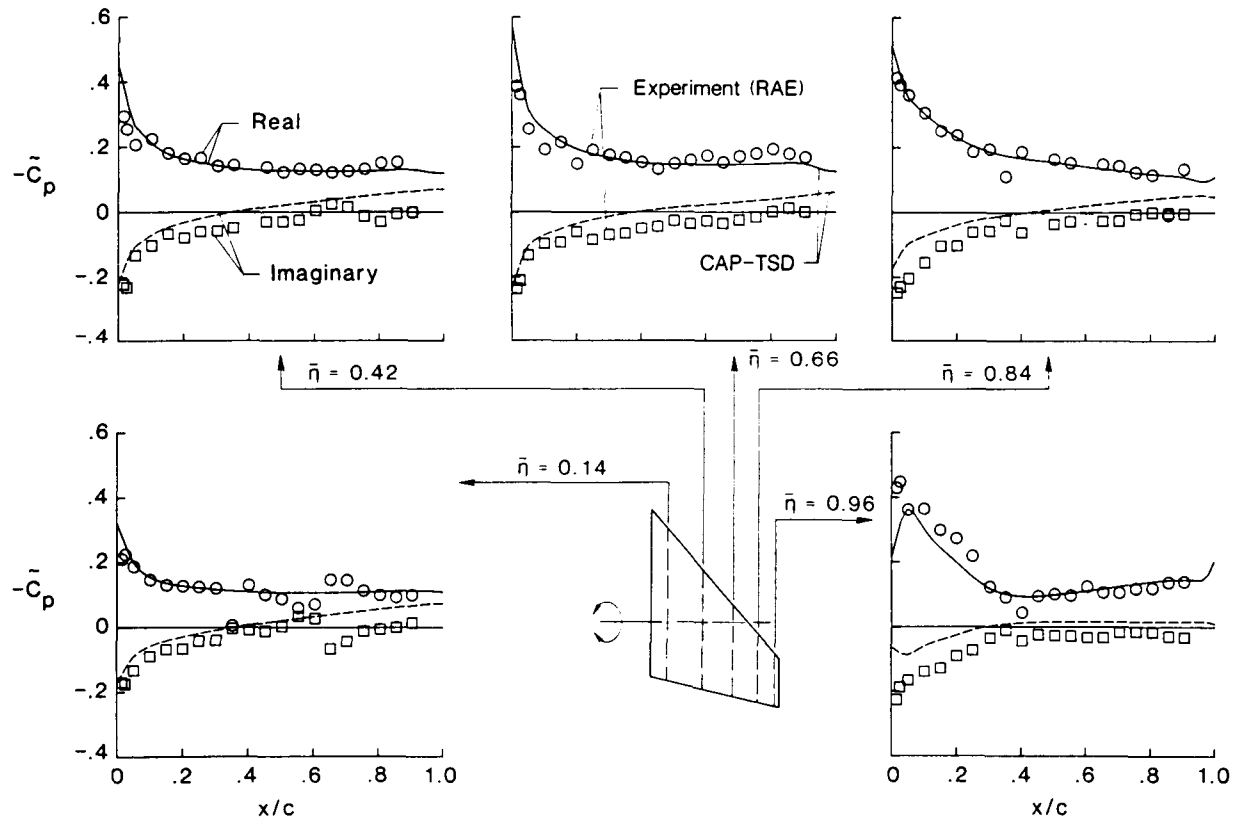 .6
.4
.2
0
-.2
-.4
-C̃p
Real
Imaginary
Experiment (RAE)
CAP-TSD
η̄ = 0.42
η̄ = 0.66
η̄ = 0.84
η̄ = 0.14
η̄ = 0.96
.6
.4
.2
0
-.2
-.4
-C̃p
0 .2 .4 .6 .8 1.0
x/c
0 .2 .4 .6 .8 1.0
x/c